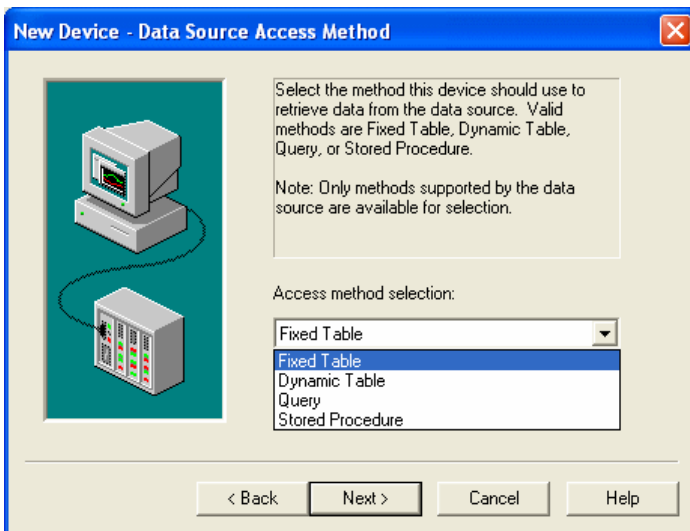 New Device - Data Source Access Method
Select the method this device should use to
retrieve data from the data source. Valid
methods are Fixed Table, Dynamic Table,
Query, or Stored Procedure.
Note: Only methods supported by the data
source are available for selection.
Access method selection:
Fixed Table
Fixed Table
Dynamic Table
Query
Stored Procedure
< Back
Next >
Cancel
Help